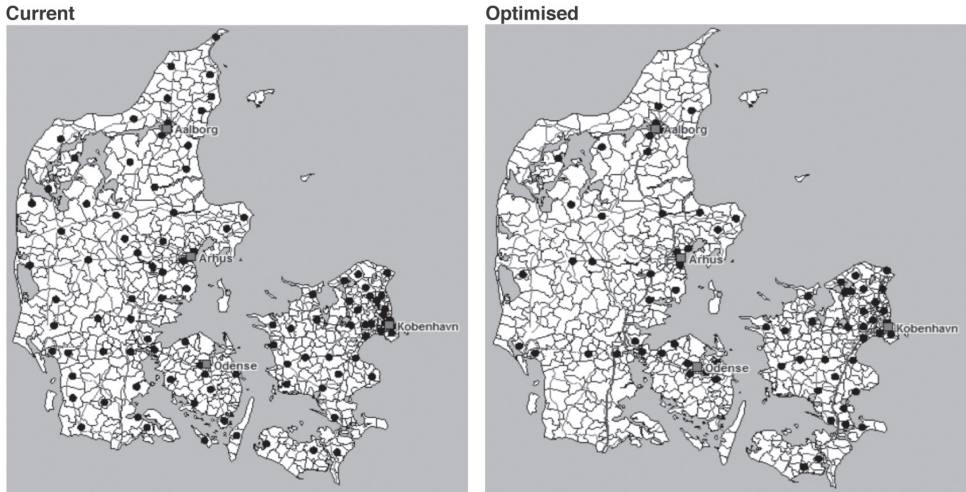 Current
Optimised
Aalborg
Århus
København
Odense
Aalborg
Århus
København
Odense